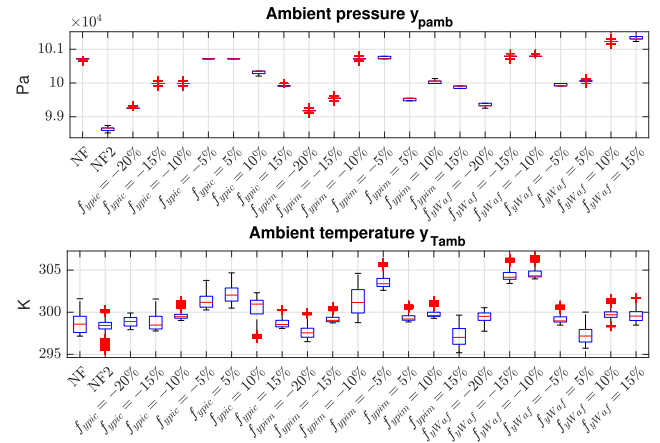 Ambient pressure y_pamb
×10⁴
Pa
10.1
10
9.9
NF
NF2
f_ypic = −20%
f_ypic = −15%
f_ypic = −10%
f_ypic = −5%
f_ypic = 5%
f_ypic = 10%
f_ypic = 15%
f_ypim = −20%
f_ypim = −15%
f_ypim = −10%
f_ypim = −5%
f_ypim = 5%
f_ypim = 10%
f_ypim = 15%
f_yWaf = −20%
f_yWaf = −15%
f_yWaf = −10%
f_yWaf = −5%
f_yWaf = 5%
f_yWaf = 10%
f_yWaf = 15%
Ambient temperature y_Tamb
K
305
300
295
NF
NF2
f_ypic = −20%
f_ypic = −15%
f_ypic = −10%
f_ypic = −5%
f_ypic = 5%
f_ypic = 10%
f_ypic = 15%
f_ypim = −20%
f_ypim = −15%
f_ypim = −10%
f_ypim = −5%
f_ypim = 5%
f_ypim = 10%
f_ypim = 15%
f_yWaf = −20%
f_yWaf = −15%
f_yWaf = −10%
f_yWaf = −5%
f_yWaf = 5%
f_yWaf = 10%
f_yWaf = 15%